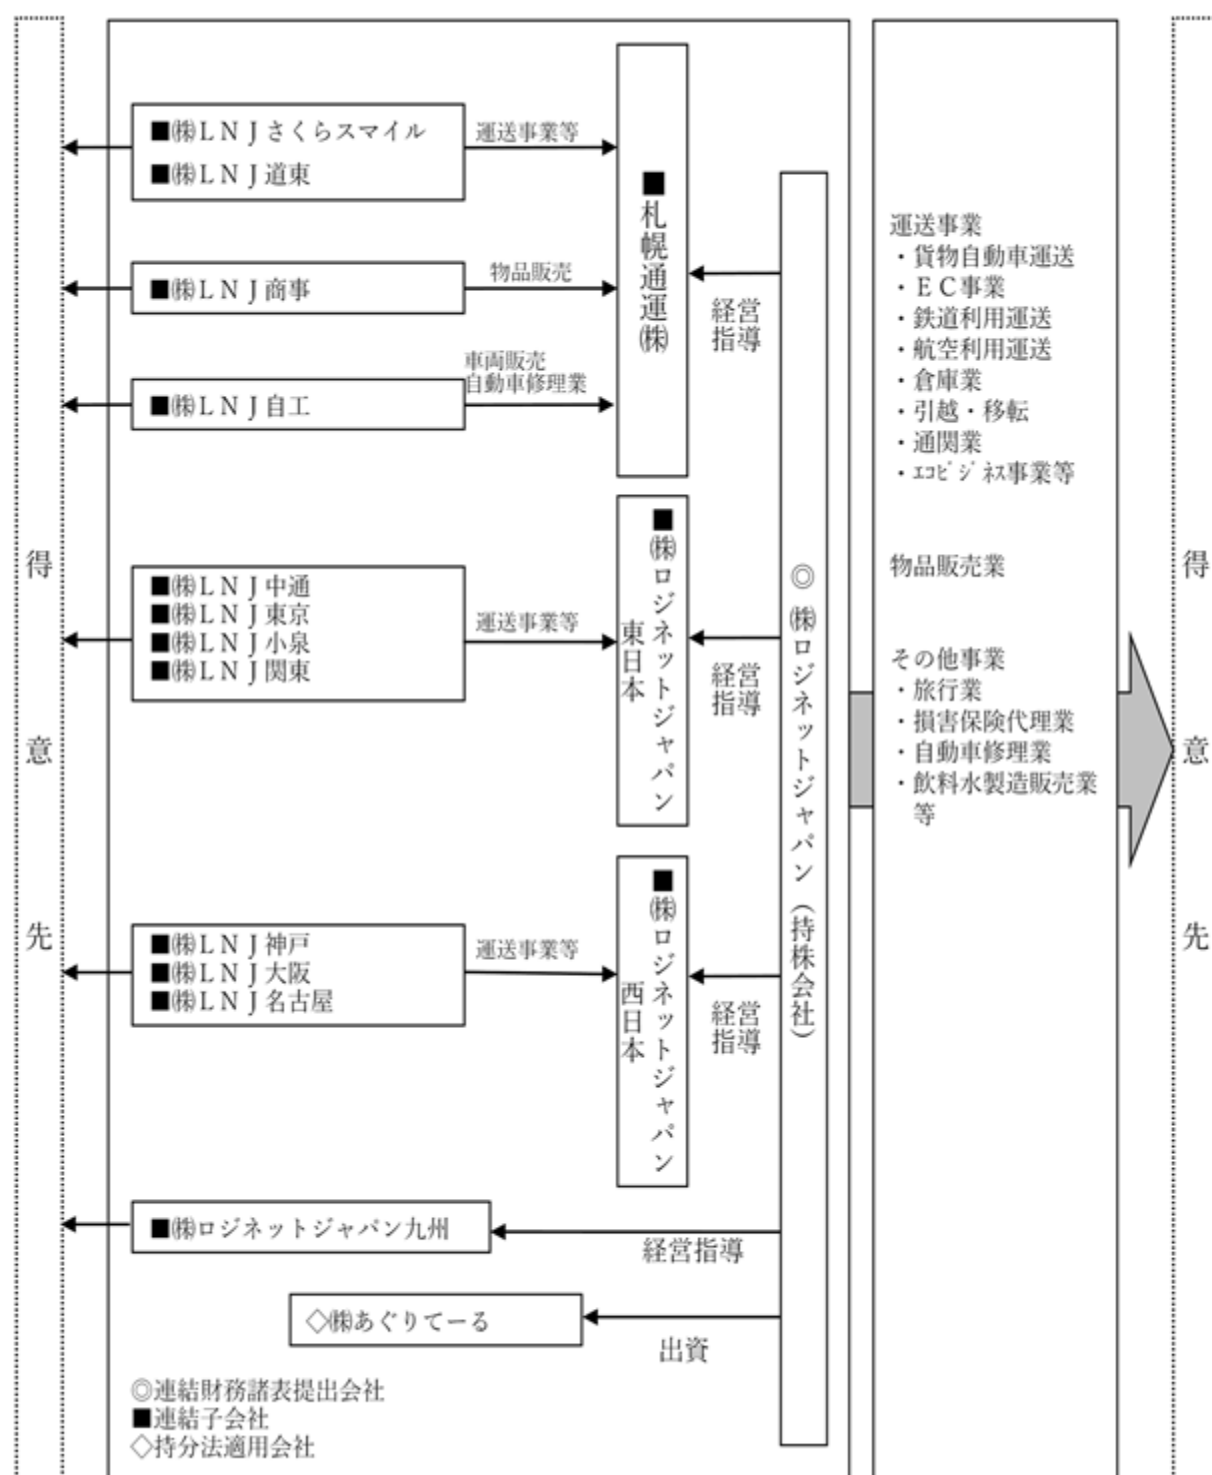 得意先
■㈱ＬＮＪさくらスマイル
■㈱ＬＮＪ道東
運送事業等
■㈱ＬＮＪ商事
物品販売
■㈱ＬＮＪ自工
車両販売
自動車修理業
■札幌通運㈱
経営
指導
■㈱ＬＮＪ中通
■㈱ＬＮＪ東京
■㈱ＬＮＪ小泉
■㈱ＬＮＪ関東
運送事業等
■㈱ロジネットジャパン
東日本
経営
指導
■㈱ＬＮＪ神戸
■㈱ＬＮＪ大阪
■㈱ＬＮＪ名古屋
運送事業等
■㈱ロジネットジャパン
西日本
経営
指導
■㈱ロジネットジャパン九州
経営指導
◇㈱あぐりてーる
出資
◎㈱ロジネットジャパン（持株会社）
◎連結財務諸表提出会社
■連結子会社
◇持分法適用会社
運送事業
・貨物自動車運送
・ＥＣ事業
・鉄道利用運送
・航空利用運送
・倉庫業
・引越・移転
・通関業
・ｴｺﾋﾞｼﾞﾈｽ事業等
物品販売業
その他事業
・旅行業
・損害保険代理業
・自動車修理業
・飲料水製造販売業
等
得意先